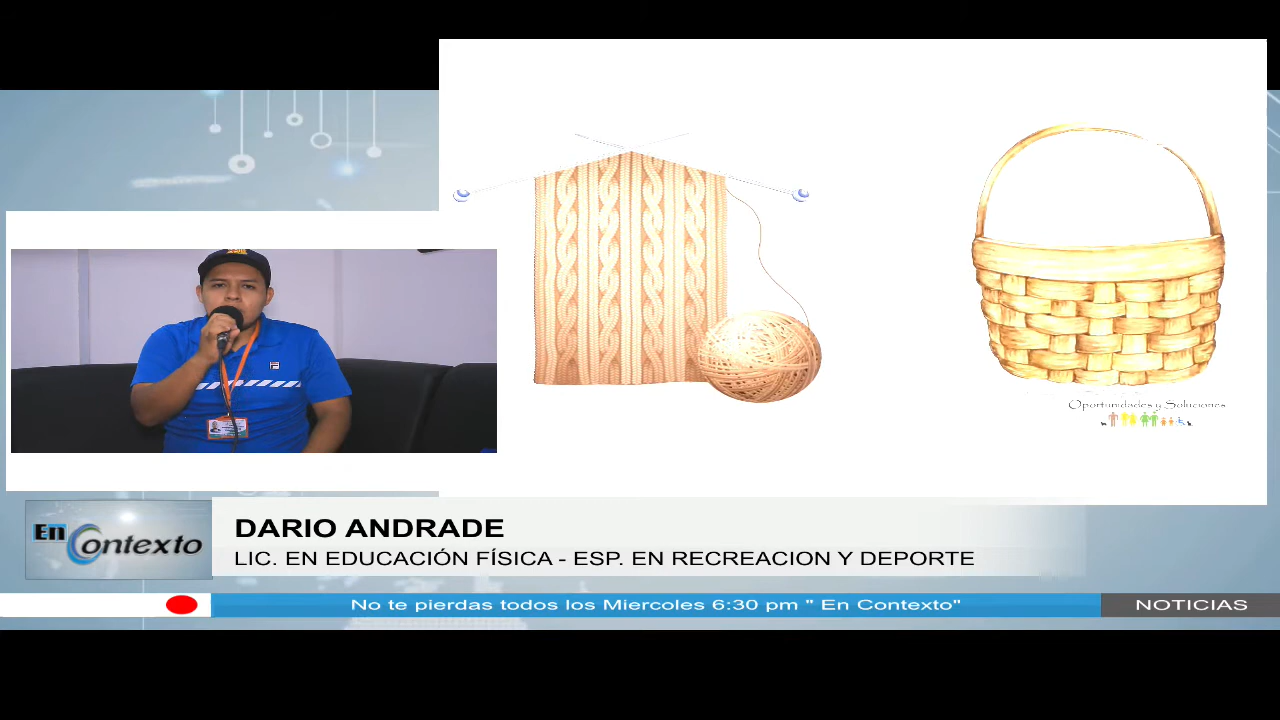 Oportunidades y Soluciones
En
Contexto
DARIO ANDRADE
LIC. EN EDUCACIÓN FÍSICA - ESP. EN RECREACION Y DEPORTE
No te pierdas todos los Miercoles 6:30 pm " En Contexto"
NOTICIAS